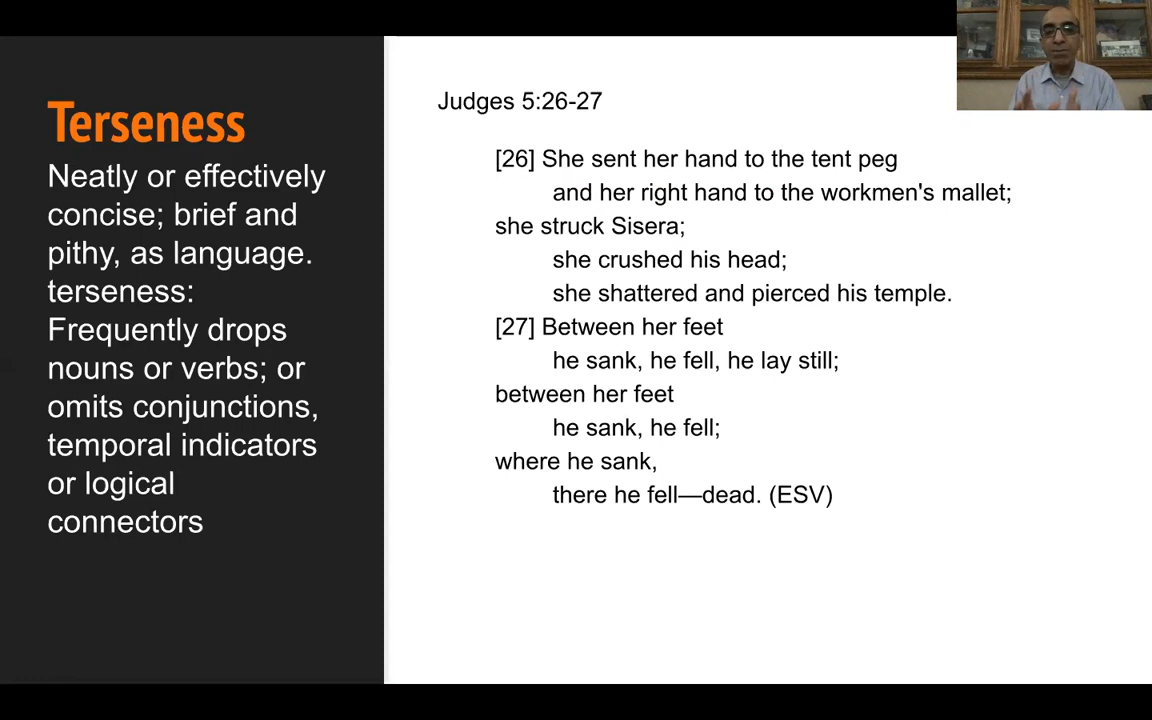 Terseness
Neatly or effectively
concise; brief and
pithy, as language.
terseness:
Frequently drops
nouns or verbs; or
omits conjunctions,
temporal indicators
or logical
connectors
Judges 5:26-27
[26] She sent her hand to the tent peg
and her right hand to the workmen's mallet;
she struck Sisera;
she crushed his head;
she shattered and pierced his temple.
[27] Between her feet
he sank, he fell, he lay still;
between her feet
he sank, he fell;
where he sank,
there he fell—dead. (ESV)